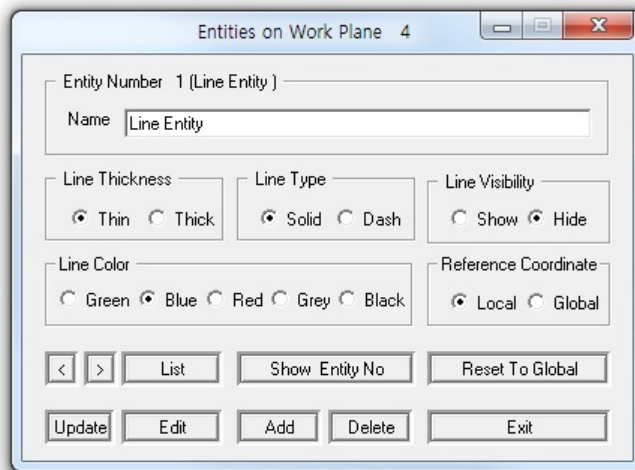 Entities on Work Plane 4
Entity Number 1 (Line Entity )
Name Line Entity
Line Thickness
Thin Thick
Line Type
Solid Dash
Line Visibility
Show Hide
Line Color
Green Blue Red Grey Black
Reference Coordinate
Local Global
< > List Show Entity No Reset To Global
Update Edit Add Delete Exit